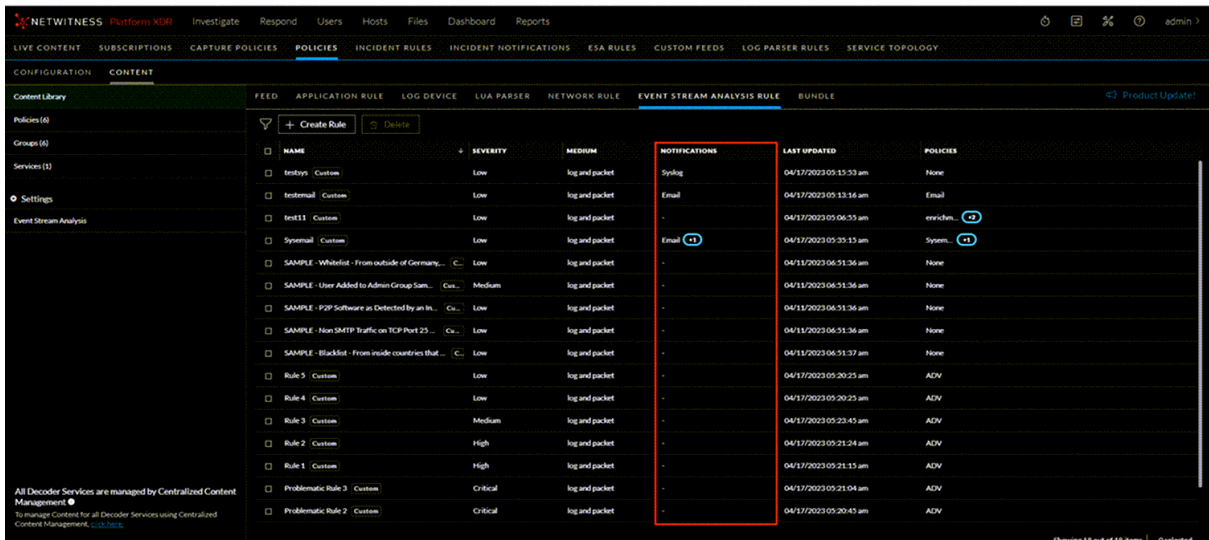 NETWITNESS Platform XDR Investigate Respond Users Hosts Files Dashboard Reports admin >
LIVE CONTENT SUBSCRIPTIONS CAPTURE POLICIES POLICIES INCIDENT RULES INCIDENT NOTIFICATIONS ESA RULES CUSTOM FEEDS LOG PARSER RULES SERVICE TOPOLOGY
CONFIGURATION CONTENT
Content Library
Policies (6)
Groups (6)
Services (1)
Settings
Event Stream Analysis
FEED APPLICATION RULE LOG DEVICE LUA PARSER NETWORK RULE EVENT STREAM ANALYSIS RULE BUNDLE Product Update!
+ Create Rule Delete
NAME ↓ SEVERITY MEDIUM NOTIFICATIONS LAST UPDATED POLICIES
testsys Custom Low log and packet Syslog 04/17/2023 05:15:53 am None
testemail Custom Low log and packet Email 04/17/2023 05:13:16 am Email
test11 Custom Low log and packet - 04/17/2023 05:06:55 am enrichm... +2
Sysemail Custom Low log and packet Email +1 04/17/2023 05:35:15 am Sysem... +1
SAMPLE - Whitelist - From outside of Germany,... C... Low log and packet - 04/11/2023 06:51:36 am None
SAMPLE - User Added to Admin Group Sam... Cus... Medium log and packet - 04/11/2023 06:51:36 am None
SAMPLE - P2P Software as Detected by an In... Cu... Low log and packet - 04/11/2023 06:51:36 am None
SAMPLE - Non SMTP Traffic on TCP Port 25 ... Cu... Low log and packet - 04/11/2023 06:51:36 am None
SAMPLE - Blacklist - From inside countries that ... C... Low log and packet - 04/11/2023 06:51:37 am None
Rule 5 Custom Low log and packet - 04/17/2023 05:20:25 am ADV
Rule 4 Custom Low log and packet - 04/17/2023 05:20:25 am ADV
Rule 3 Custom Medium log and packet - 04/17/2023 05:23:45 am ADV
Rule 2 Custom High log and packet - 04/17/2023 05:21:24 am ADV
Rule 1 Custom High log and packet - 04/17/2023 05:21:15 am ADV
Problematic Rule 3 Custom Critical log and packet - 04/17/2023 05:21:04 am ADV
Problematic Rule 2 Custom Critical log and packet - 04/17/2023 05:20:45 am ADV
All Decoder Services are managed by Centralized Content
Management
To manage Content for all Decoder Services using Centralized
Content Management, click here.